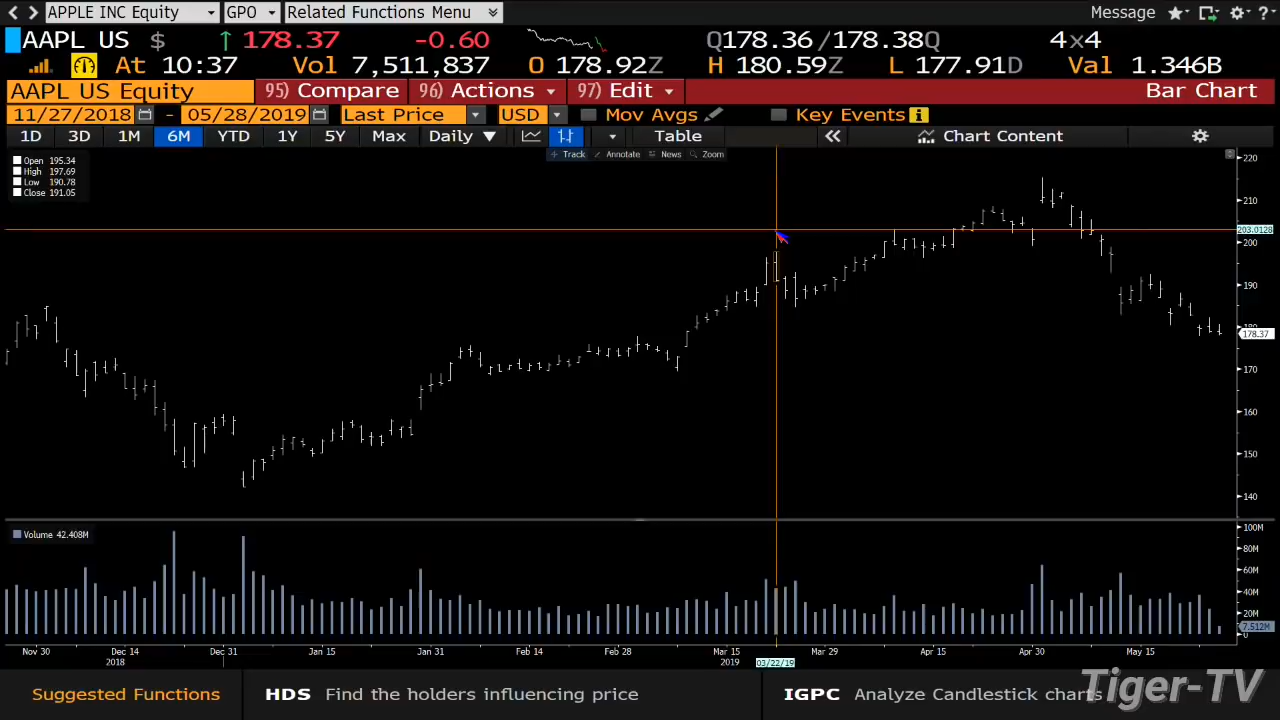 APPLE INC Equity GPO Related Functions Menu Message ?
AAPL US $ ↑ 178.37 -0.60 Q178.36 /178.38Q 4×4
At 10:37 Vol 7,511,837 O 178.92Z H 180.59Z L 177.91D Val 1.346B
AAPL US Equity 95) Compare 96) Actions 97) Edit Bar Chart
11/27/2018 - 05/28/2019 Last Price USD Mov Avgs Key Events i
1D 3D 1M 6M YTD 1Y 5Y Max Daily ▼ Table « Chart Content
Track Annotate News Zoom
Open 195.34
High 197.69
Low 190.78
Close 191.05
220
210
203.0128
200
190
180
178.37
170
160
150
140
Volume 42.408M
100M
80M
60M
40M
20M
7.512M
0
Nov 30 Dec 14 Dec 31 Jan 15 Jan 31 Feb 14 Feb 28 Mar 15 Mar 29 Apr 15 Apr 30 May 15
2018 2019 03/22/19
Suggested Functions HDS Find the holders influencing price IGPC Analyze Candlestick charts
Tiger-TV